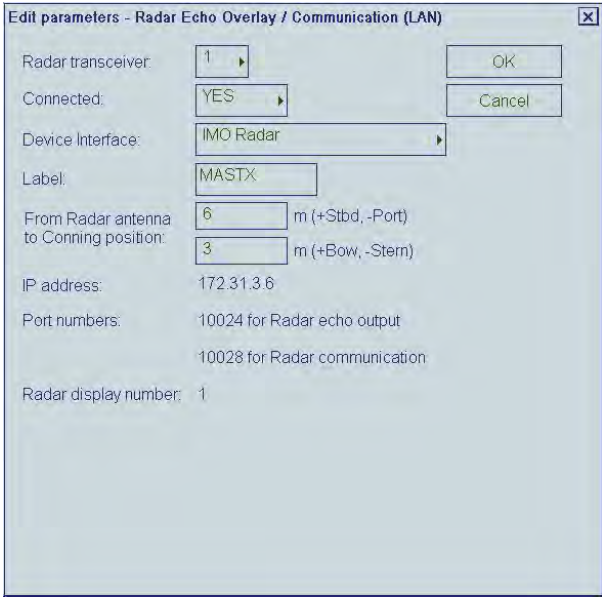 Edit parameters - Radar Echo Overlay / Communication (LAN)
Radar transceiver: 1
OK
Connected: YES
Cancel
Device Interface: IMO Radar
Label: MASTX
From Radar antenna
to Conning position:
6 m (+Stbd, -Port)
3 m (+Bow, -Stern)
IP address: 172.31.3.6
Port numbers: 10024 for Radar echo output
10028 for Radar communication
Radar display number: 1